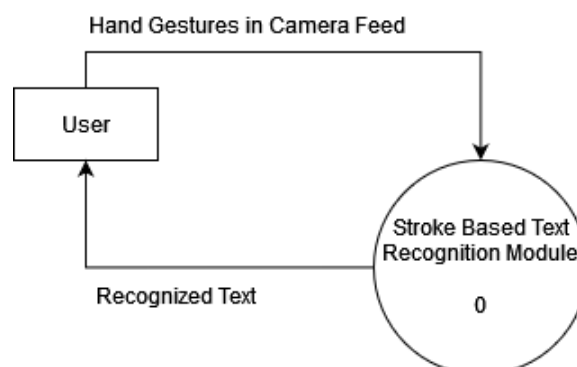 Hand Gestures in Camera Feed
User
Stroke Based Text
Recognition Module
0
Recognized Text